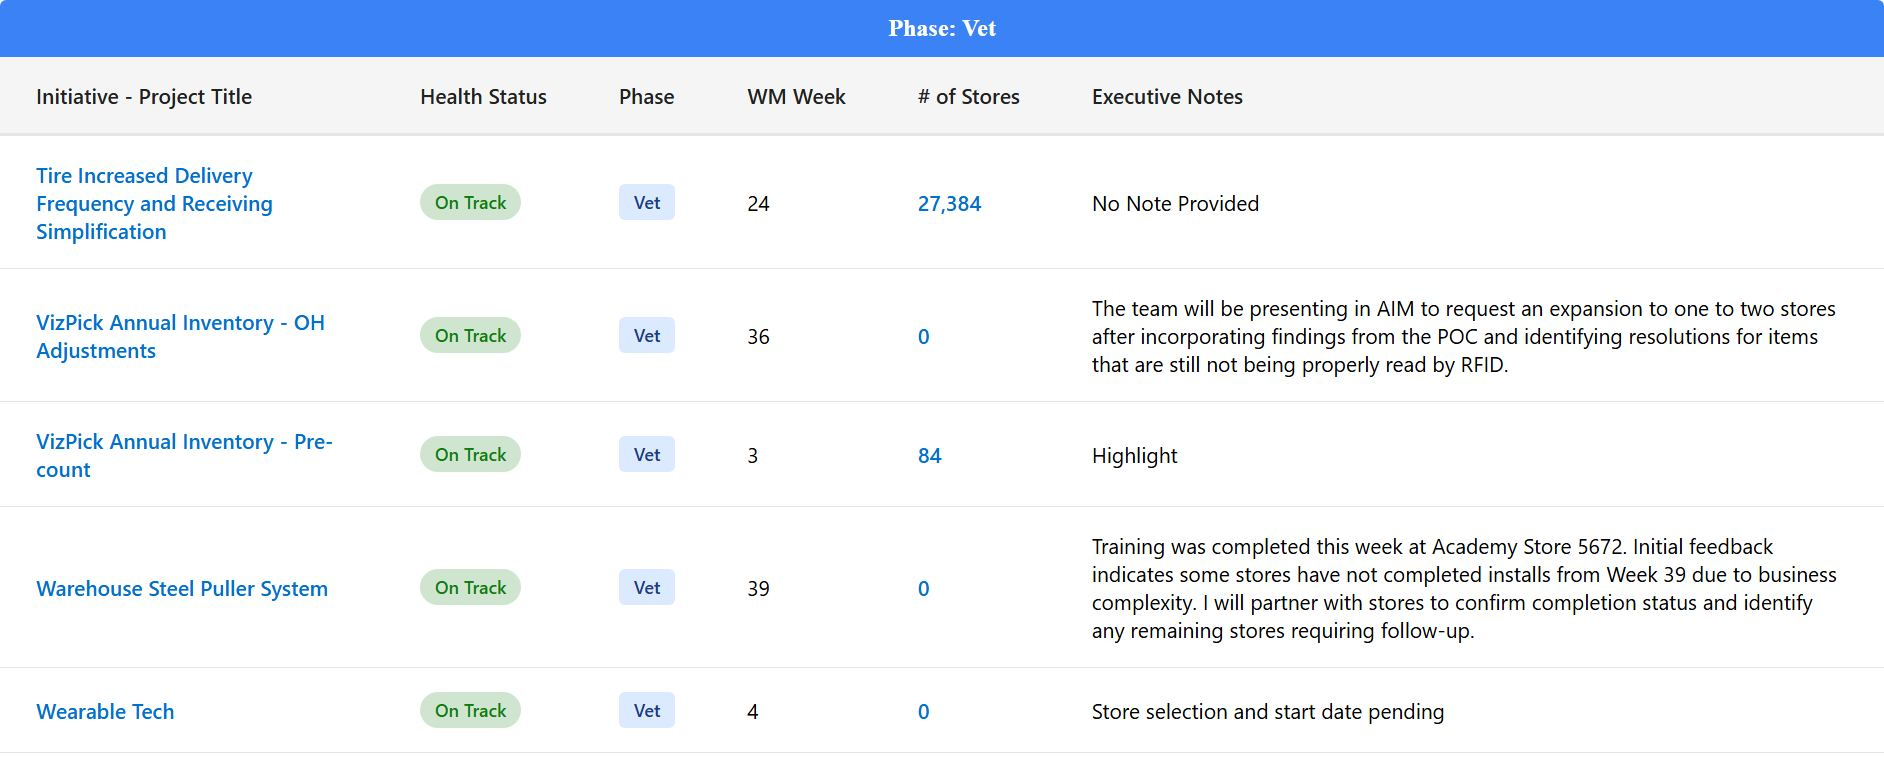 Phase: Vet
Initiative - Project Title Health Status Phase WM Week # of Stores Executive Notes
Tire Increased Delivery
Frequency and Receiving
Simplification
On Track Vet 24 27,384 No Note Provided
VizPick Annual Inventory - OH
Adjustments
On Track Vet 36 0
The team will be presenting in AIM to request an expansion to one to two stores
after incorporating findings from the POC and identifying resolutions for items
that are still not being properly read by RFID.
VizPick Annual Inventory - Pre-
count
On Track Vet 3 84 Highlight
Warehouse Steel Puller System On Track Vet 39 0
Training was completed this week at Academy Store 5672. Initial feedback
indicates some stores have not completed installs from Week 39 due to business
complexity. I will partner with stores to confirm completion status and identify
any remaining stores requiring follow-up.
Wearable Tech On Track Vet 4 0 Store selection and start date pending